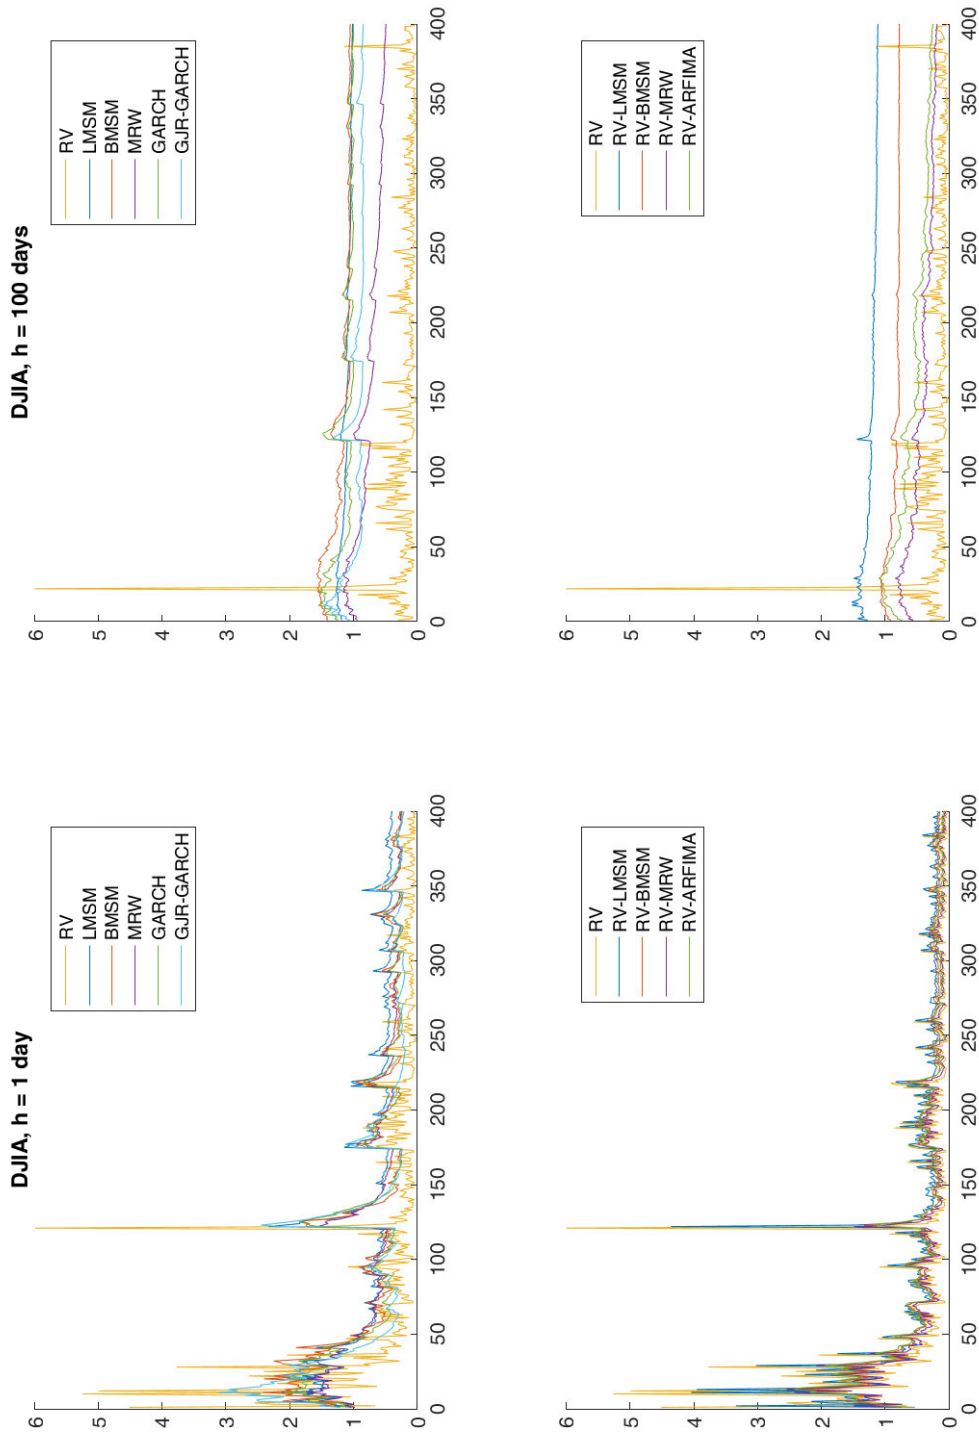 DJIA, h = 1 day
6
5
4
3
2
1
0
RV
LMSM
BMSM
MRW
GARCH
GJR-GARCH
0 50 100 150 200 250 300 350 400
DJIA, h = 100 days
6
5
4
3
2
1
0
RV
LMSM
BMSM
MRW
GARCH
GJR-GARCH
0 50 100 150 200 250 300 350 400
6
5
4
3
2
1
0
RV
RV-LMSM
RV-BMSM
RV-MRW
RV-ARFIMA
0 50 100 150 200 250 300 350 400
6
5
4
3
2
1
0
RV
RV-LMSM
RV-BMSM
RV-MRW
RV-ARFIMA
0 50 100 150 200 250 300 350 400